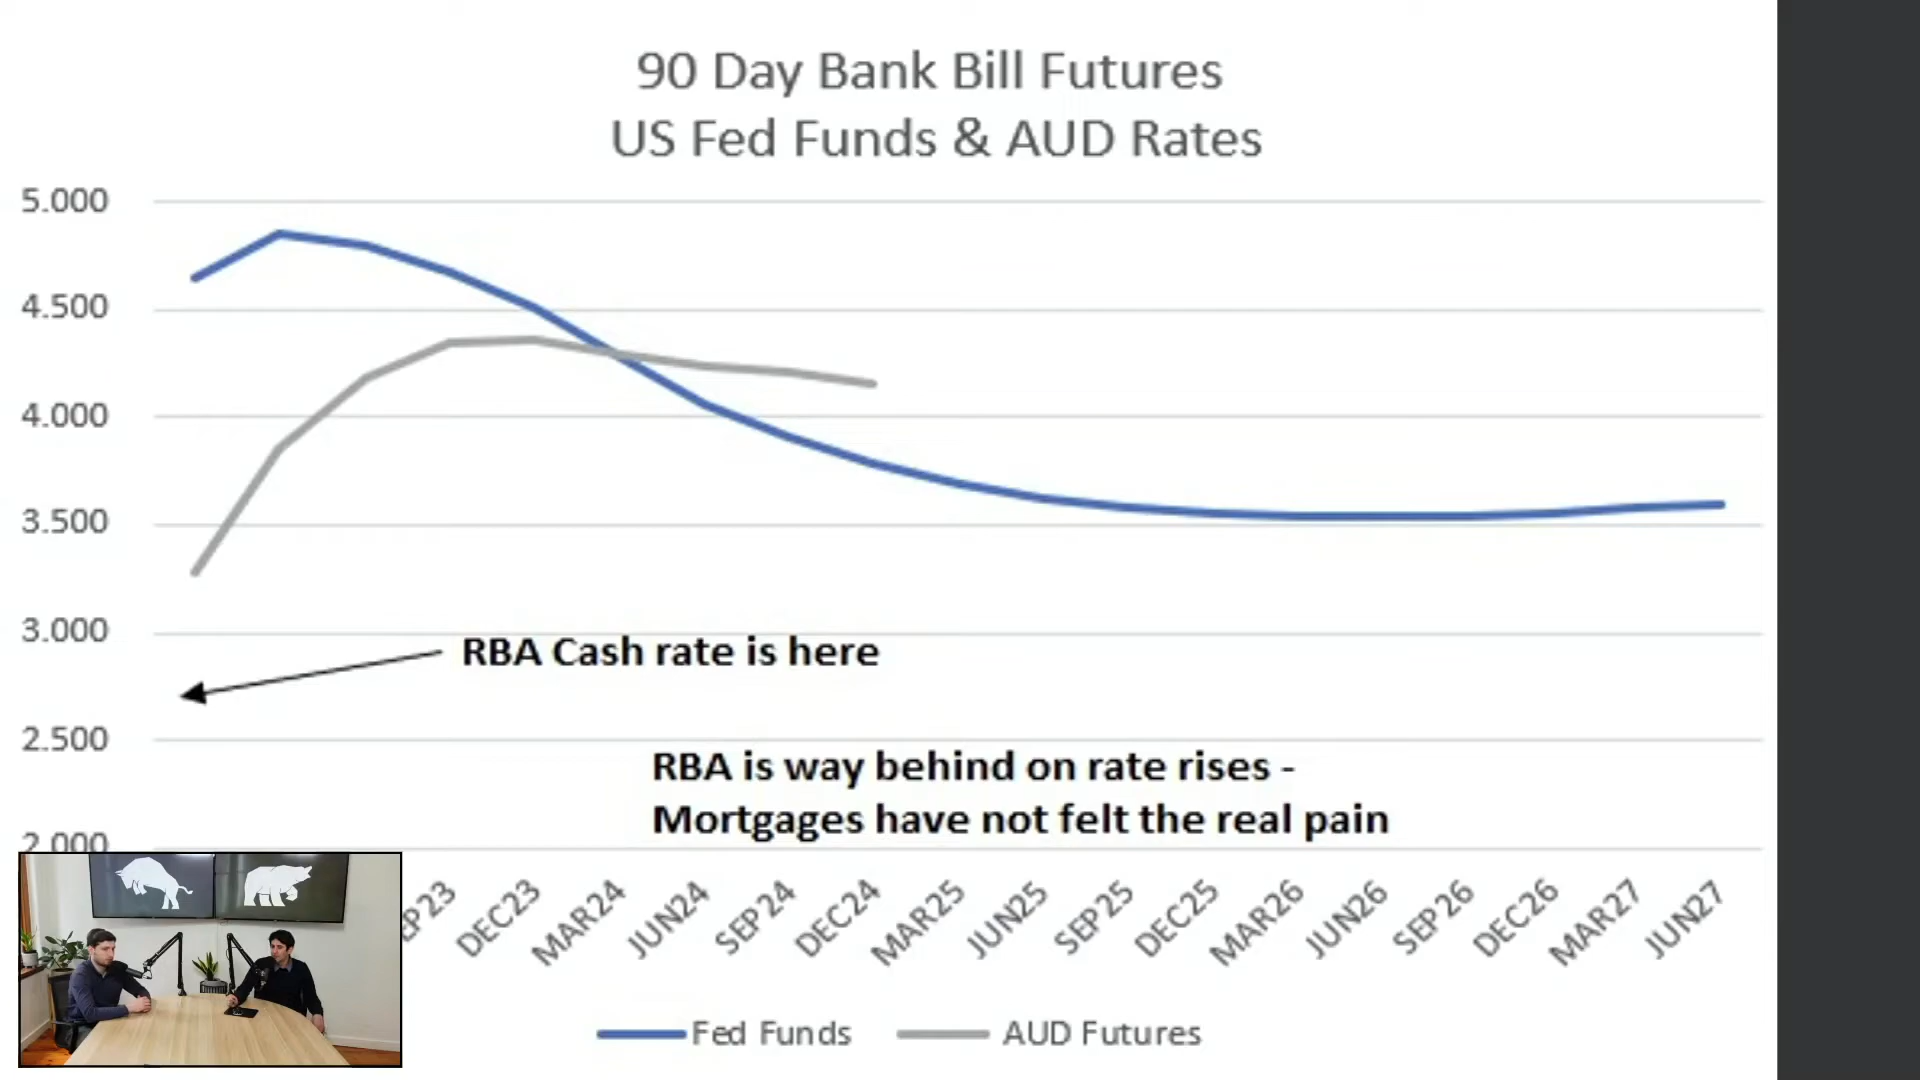 90 Day Bank Bill Futures
US Fed Funds & AUD Rates
5.000
4.500
4.000
3.500
3.000
RBA Cash rate is here
2.500
RBA is way behind on rate rises -
Mortgages have not felt the real pain
2.000
DEC23
MAR24
JUN24
SEP24
DEC24
MAR25
JUN25
SEP25
DEC25
MAR26
JUN26
SEP26
DEC26
MAR27
JUN27
Fed Funds
AUD Futures